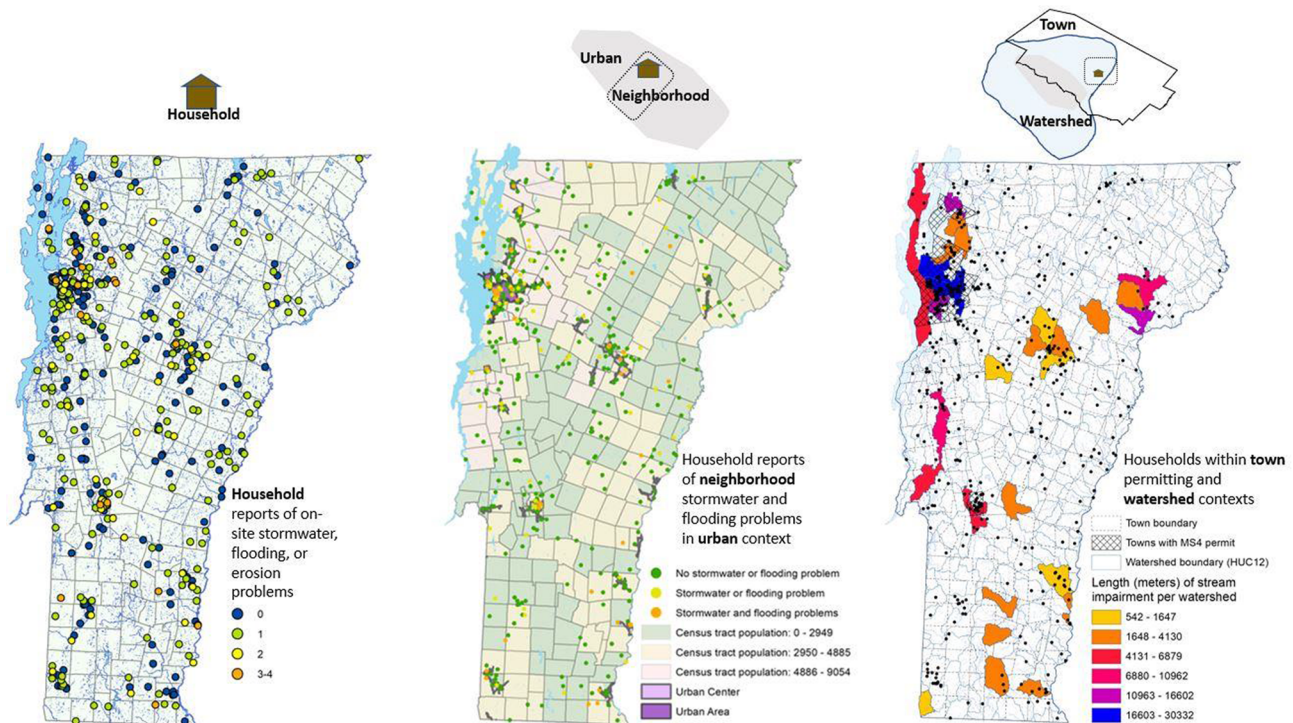 Household
Household
reports of on-
site stormwater,
flooding, or
erosion
problems
0
1
2
3-4
Urban
Neighborhood
Household reports
of neighborhood
stormwater and
flooding problems
in urban context
No stormwater or flooding problem
Stormwater or flooding problem
Stormwater and flooding problems
Census tract population: 0 - 2949
Census tract population: 2950 - 4885
Census tract population: 4886 - 9054
Urban Center
Urban Area
Town
Watershed
Households within town
permitting and
watershed contexts
Town boundary
Towns with MS4 permit
Watershed boundary (HUC12)
Length (meters) of stream
impairment per watershed
542 - 1647
1648 - 4130
4131 - 6879
6880 - 10962
10963 - 16602
16603 - 30332